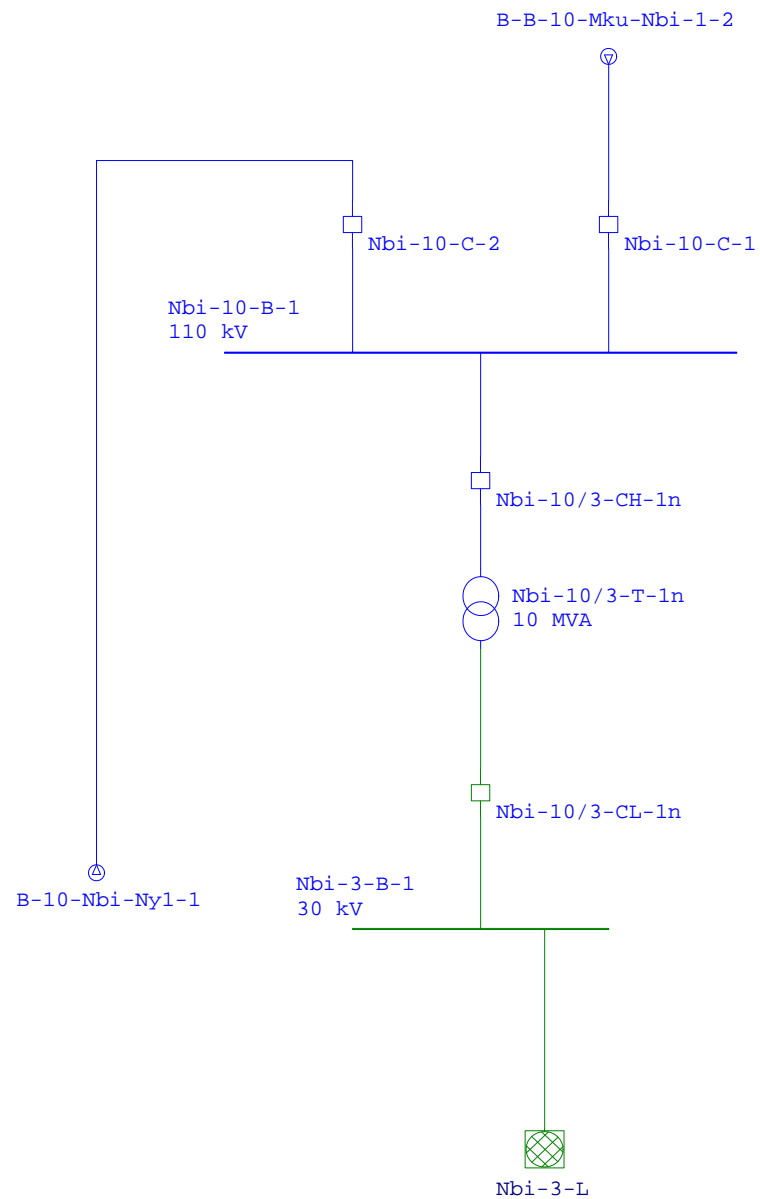 B-B-10-Mku-Nbi-1-2
Nbi-10-C-2
Nbi-10-C-1
Nbi-10-B-1
110 kV
Nbi-10/3-CH-1n
Nbi-10/3-T-1n
10 MVA
Nbi-10/3-CL-1n
B-10-Nbi-Ny1-1
Nbi-3-B-1
30 kV
Nbi-3-L